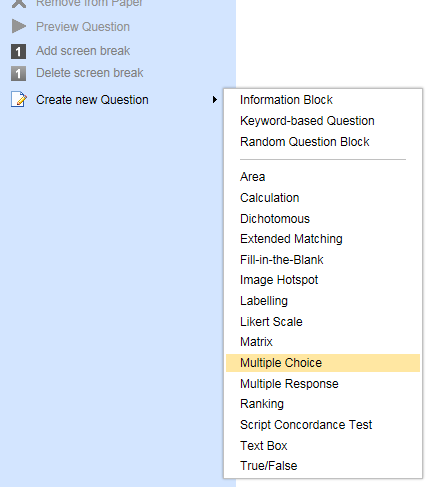 Remove from Paper
Preview Question
1 Add screen break
1 Delete screen break
Create new Question
Information Block
Keyword-based Question
Random Question Block
Area
Calculation
Dichotomous
Extended Matching
Fill-in-the-Blank
Image Hotspot
Labelling
Likert Scale
Matrix
Multiple Choice
Multiple Response
Ranking
Script Concordance Test
Text Box
True/False